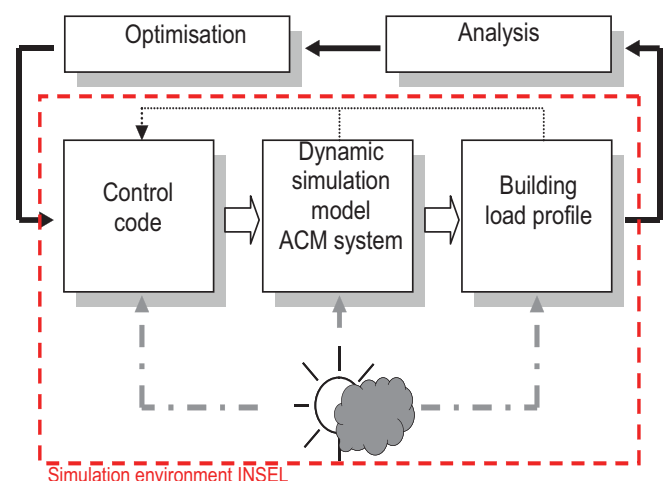 Optimisation
Analysis
Control
code
Dynamic
simulation
model
ACM system
Building
load profile
Simulation environment INSEL